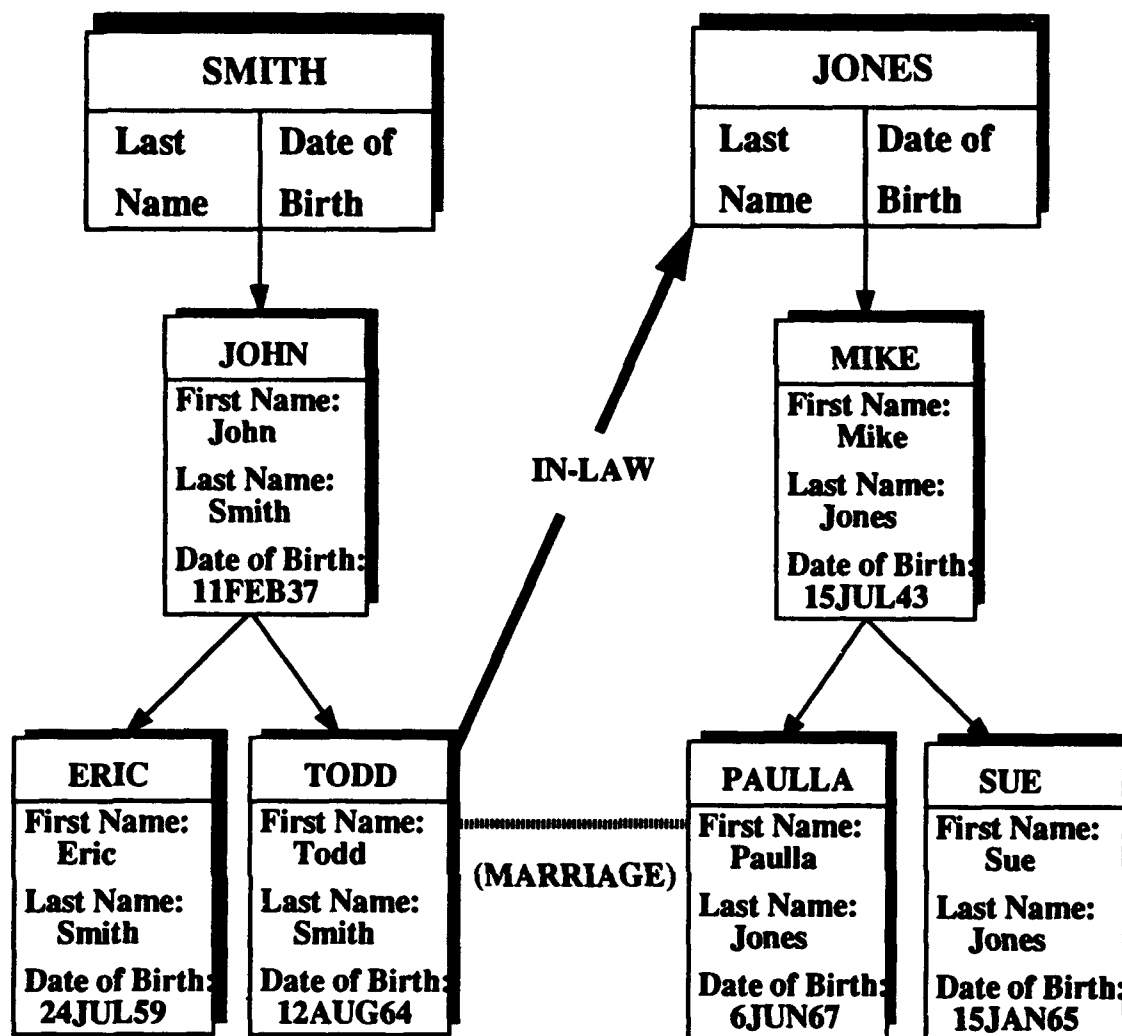 SMITH
Last Name
Date of Birth
JONES
Last Name
Date of Birth
JOHN
First Name:
John
Last Name:
Smith
Date of Birth:
11FEB37
IN-LAW
MIKE
First Name:
Mike
Last Name:
Jones
Date of Birth:
15JUL43
ERIC
First Name:
Eric
Last Name:
Smith
Date of Birth:
24JUL59
TODD
First Name:
Todd
Last Name:
Smith
Date of Birth:
12AUG64
(MARRIAGE)
PAULLA
First Name:
Paulla
Last Name:
Jones
Date of Birth:
6JUN67
SUE
First Name:
Sue
Last Name:
Jones
Date of Birth:
15JAN65